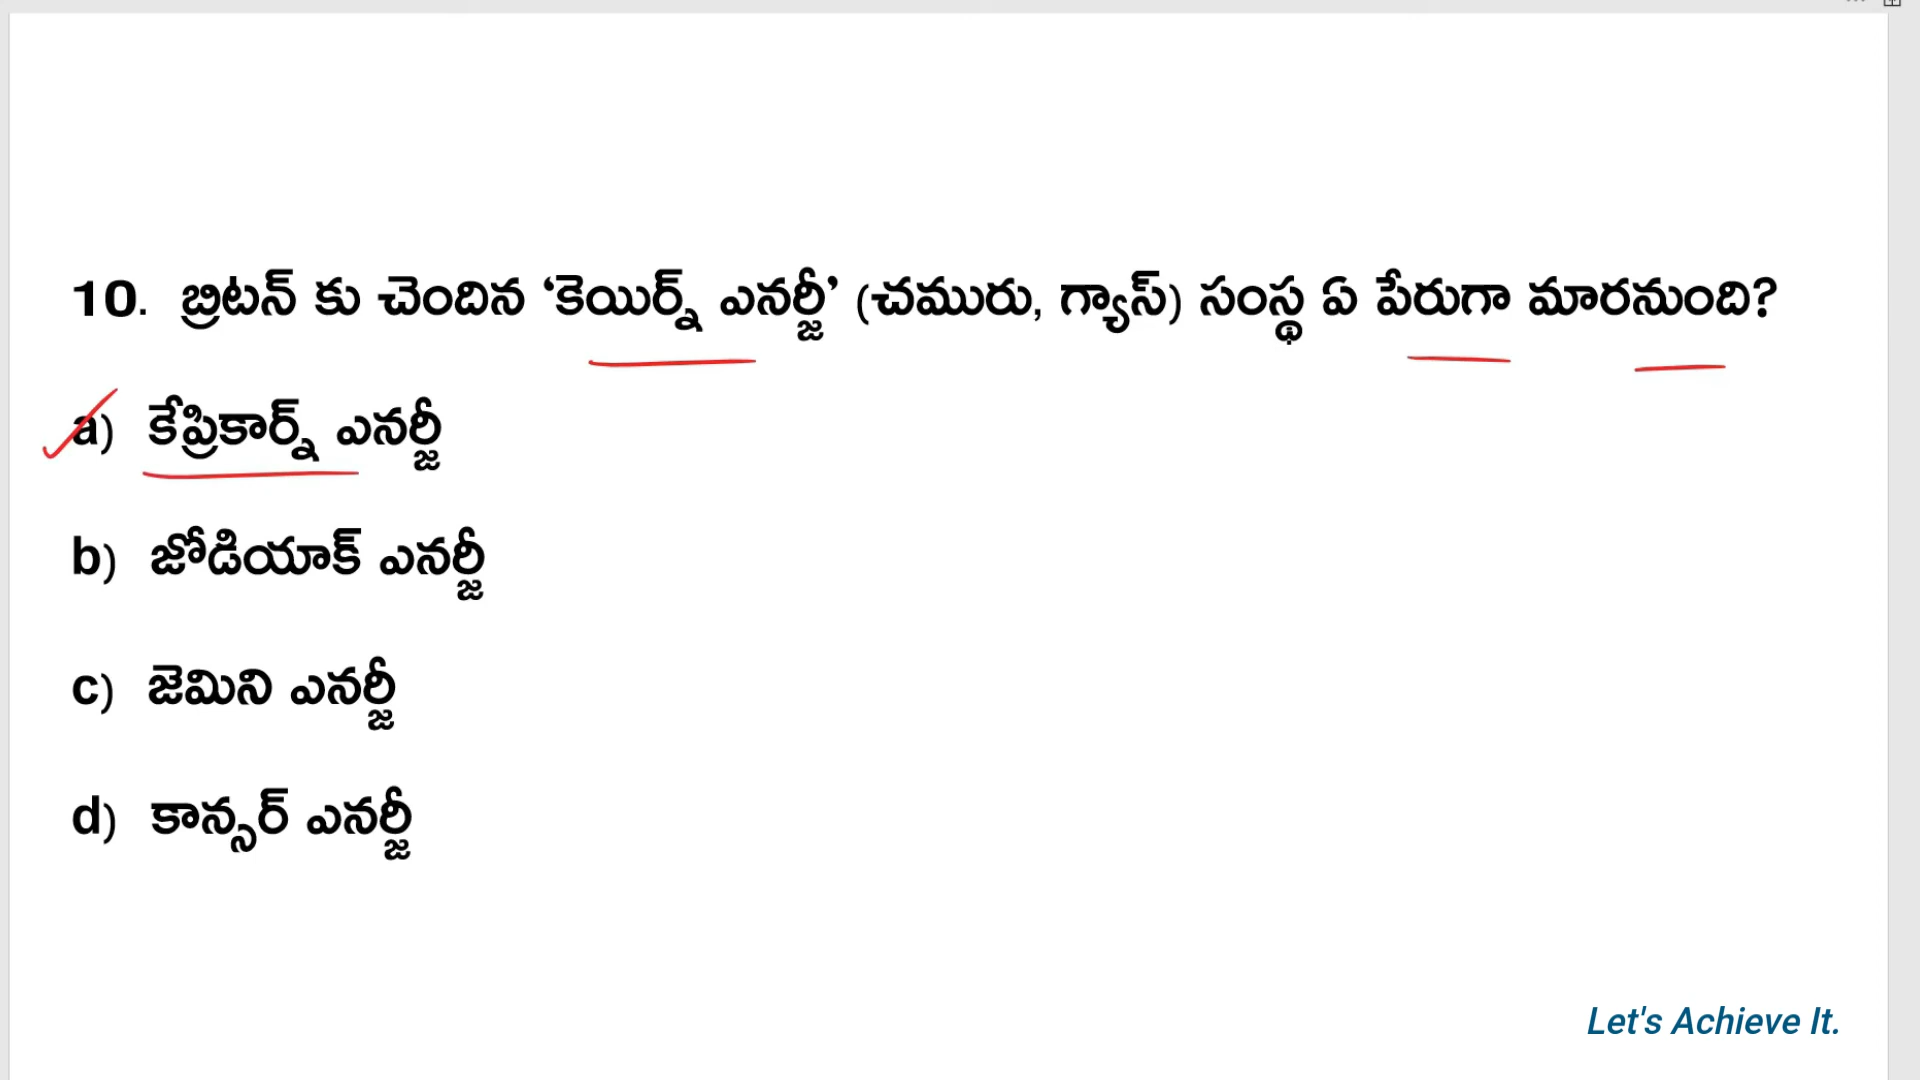 10. బ్రిటన్ కు చెందిన ‘కెయిర్న్ ఎనర్జీ’ (చమురు, గ్యాస్) సంస్థ ఏ పేరుగా మారనుంది?
a) కేప్రికార్న్ ఎనర్జీ
b) జోడియాక్ ఎనర్జీ
c) జెమిని ఎనర్జీ
d) కాన్సర్ ఎనర్జీ
Let's Achieve It.